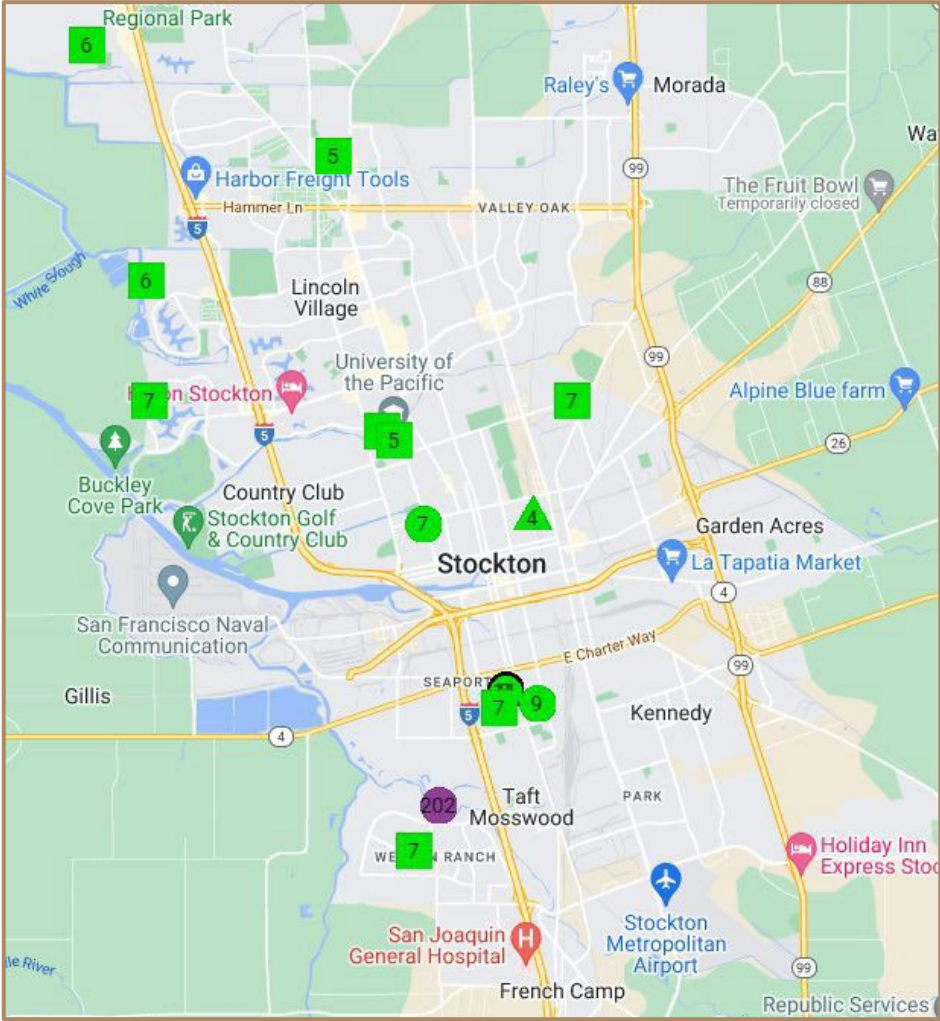 Regional Park
6
Raley's
Morada
Wa
5
99
Harbor Freight Tools
The Fruit Bowl
Temporarily closed
Hammer Ln
VALLEY OAK
5
White Slough
6
Lincoln
Village
88
99
University of
the Pacific
on Stockton
Alpine Blue farm
7
7
5
5
26
Buckley
Cove Park
Country Club
Stockton Golf
& Country Club
7
4
Garden Acres
Stockton
La Tapatia Market
4
San Francisco Naval
Communication
E Charter Way
99
SEAPORT
Gillis
7
9
5
Kennedy
4
202
Taft
Mosswood
PARK
7
WE N RANCH
Holiday Inn
Express Stoc
San Joaquin
General Hospital
H
Stockton
Metropolitan
Airport
le River
99
French Camp
Republic Services